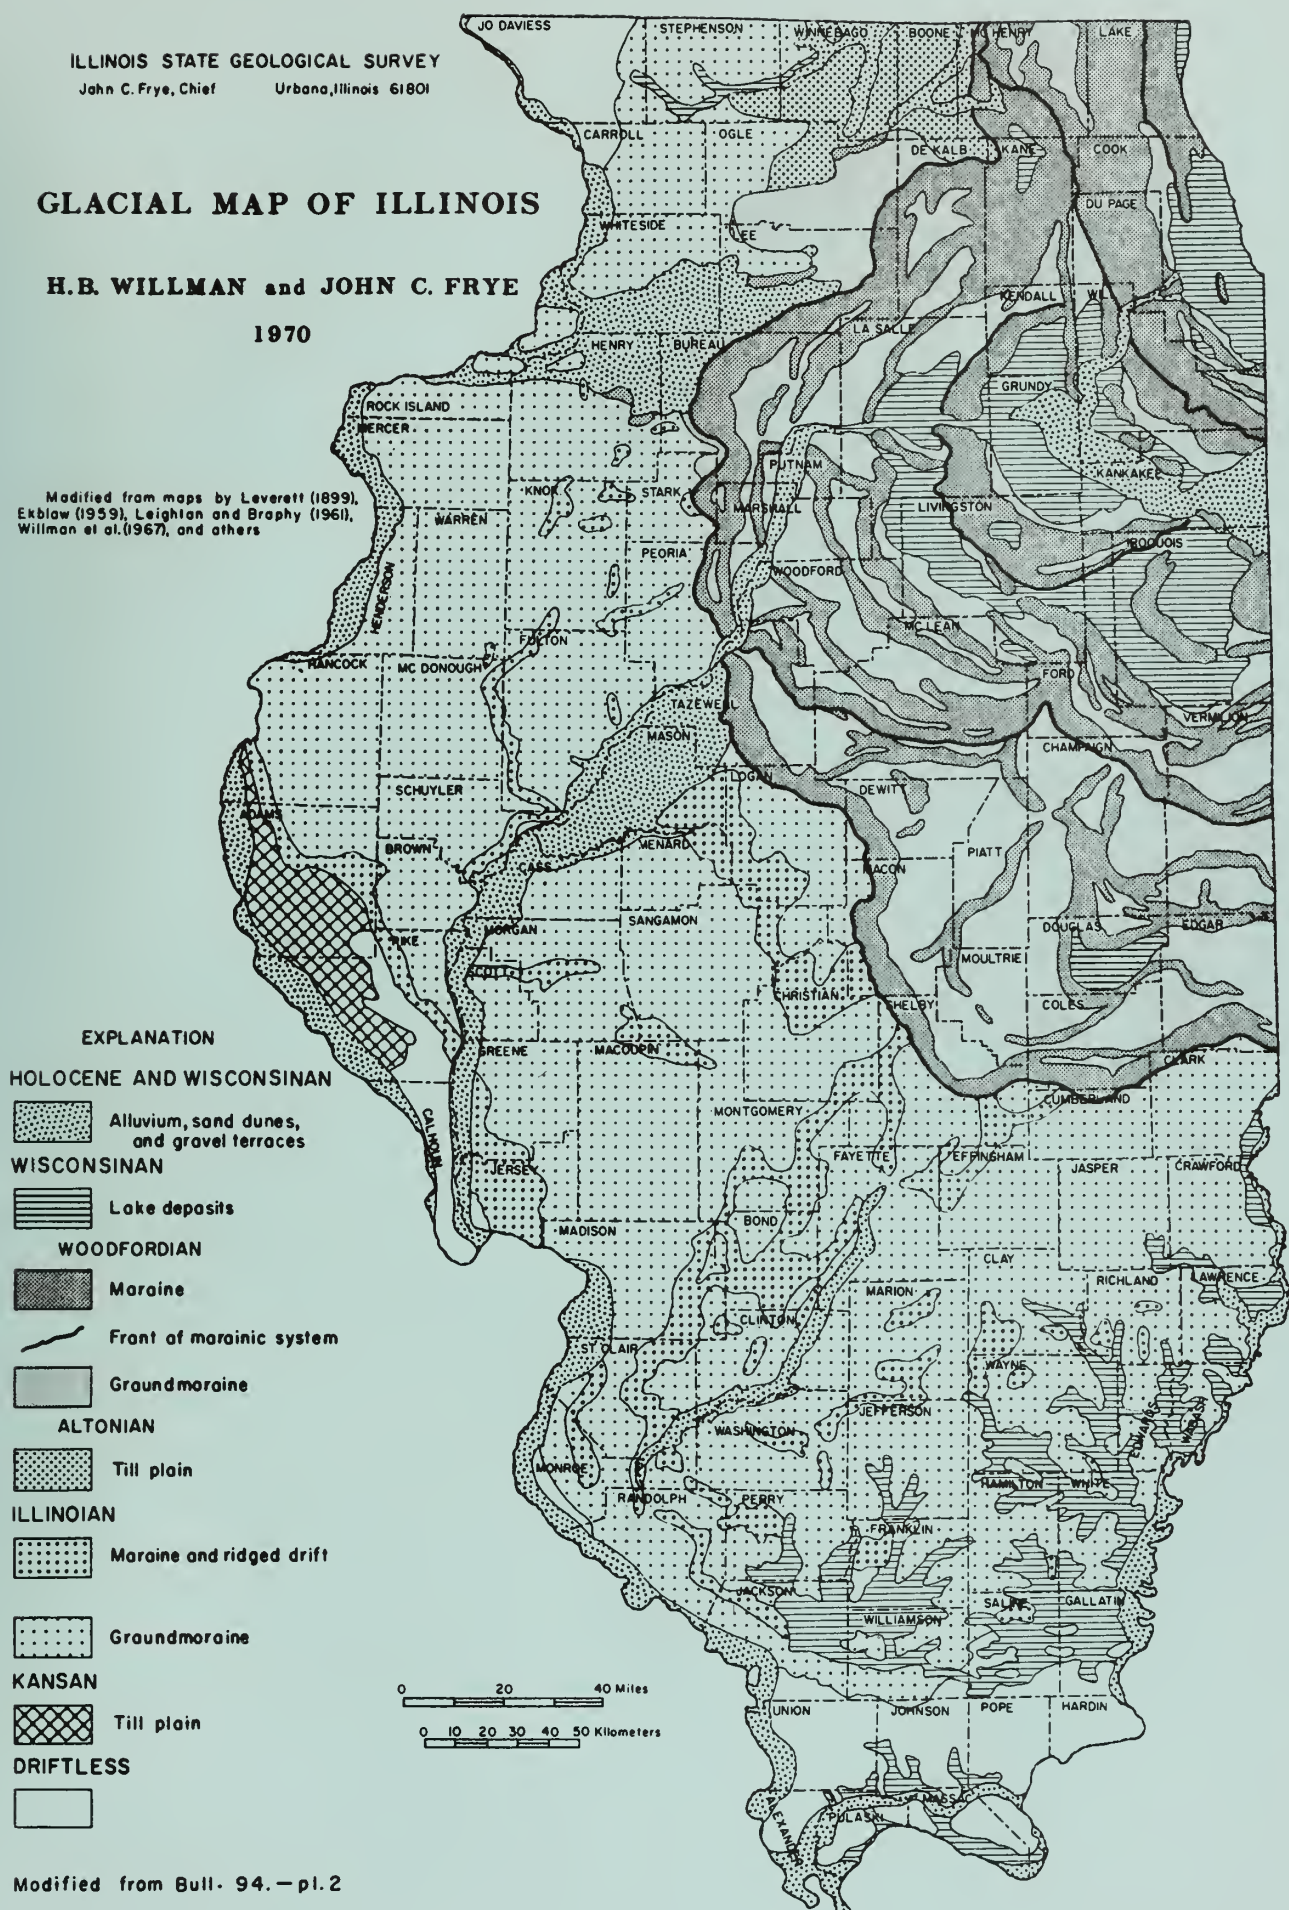 ILLINOIS STATE GEOLOGICAL SURVEY
John C. Frye, Chief Urbana, Illinois 61801
GLACIAL MAP OF ILLINOIS
H.B. WILLMAN and JOHN C. FRYE
1970
Modified from maps by Leverett (1899),
Ekblaw (1959), Leighton and Brophy (1961),
Willman et al. (1967), and others
JO DAVIESS
STEPHENSON
WINNEBAGO
BOONE
MC HENRY
LAKE
CARROLL
OGLE
DE KALB
KANE
COOK
DU PAGE
WHITESIDE
LEE
KENDALL
WILL
LA SALLE
HENRY
BUREAU
GRUNDY
ROCK ISLAND
MERCER
PUTNAM
KANKAKEE
KNOX
STARK
MARSHALL
LIVINGSTON
WARREN
IROQUOIS
PEORIA
WOODFORD
HENDERSON
FULTON
MC LEAN
HANCOCK
MC DONOUGH
FORD
TAZEWELL
VERMILION
MASON
CHAMPAIGN
LOGAN
DEWITT
SCHUYLER
ADAMS
BROWN
MENARD
PIATT
CASS
MACON
SANGAMON
MORGAN
DOUGLAS
EDGAR
PIKE
MOULTRIE
SCOTT
CHRISTIAN
SHELBY
COLES
GREENE
MACOUPIN
CLARK
CUMBERLAND
MONTGOMERY
CALHOUN
FAYETTE
EFFINGHAM
JASPER
CRAWFORD
JERSEY
BOND
MADISON
CLAY
RICHLAND
LAWRENCE
MARION
CLINTON
ST CLAIR
WAYNE
EDWARDS
WABASH
JEFFERSON
WASHINGTON
MONROE
HAMILTON
WHITE
RANDOLPH
PERRY
FRANKLIN
JACKSON
WILLIAMSON
SALINE
GALLATIN
UNION
JOHNSON
POPE
HARDIN
MASSAC
PULASKI
ALEXANDER
EXPLANATION
HOLOCENE AND WISCONSINAN
Alluvium, sand dunes,
and gravel terraces
WISCONSINAN
Lake deposits
WOODFORDIAN
Moraine
Front of morainic system
Groundmoraine
ALTONIAN
Till plain
ILLINOIAN
Moraine and ridged drift
Groundmoraine
KANSAN
Till plain
DRIFTLESS
0 20 40 Miles
0 10 20 30 40 50 Kilometers
Modified from Bull. 94.—pl. 2